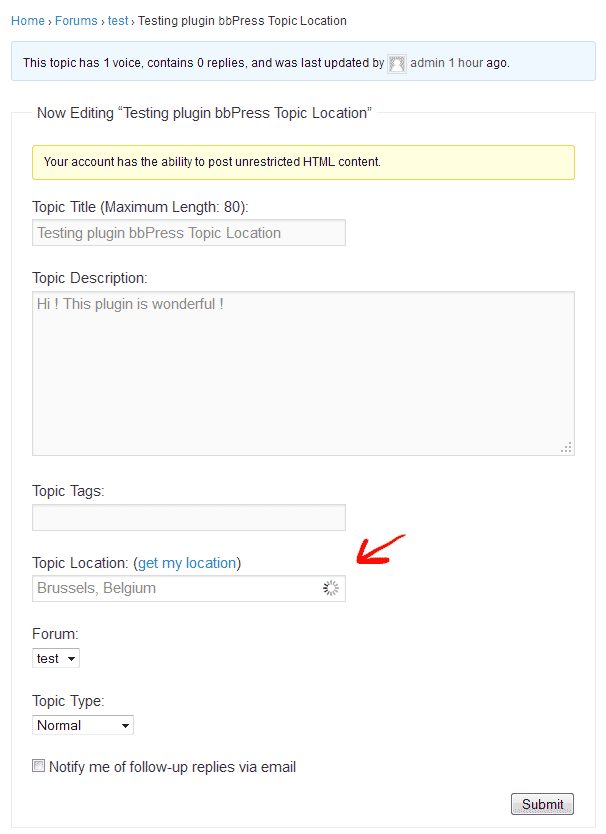 Home › Forums › test › Testing plugin bbPress Topic Location
This topic has 1 voice, contains 0 replies, and was last updated by admin 1 hour ago.
Now Editing “Testing plugin bbPress Topic Location”
Your account has the ability to post unrestricted HTML content.
Topic Title (Maximum Length: 80):
Testing plugin bbPress Topic Location
Topic Description:
Hi ! This plugin is wonderful !
Topic Tags:
Topic Location: (get my location)
Brussels, Belgium
Forum:
test
Topic Type:
Normal
Notify me of follow-up replies via email
Submit